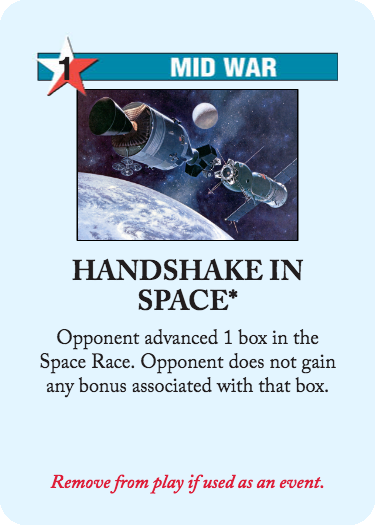 1
MID WAR
HANDSHAKE IN
SPACE*
Opponent advanced 1 box in the
Space Race. Opponent does not gain
any bonus associated with that box.
Remove from play if used as an event.